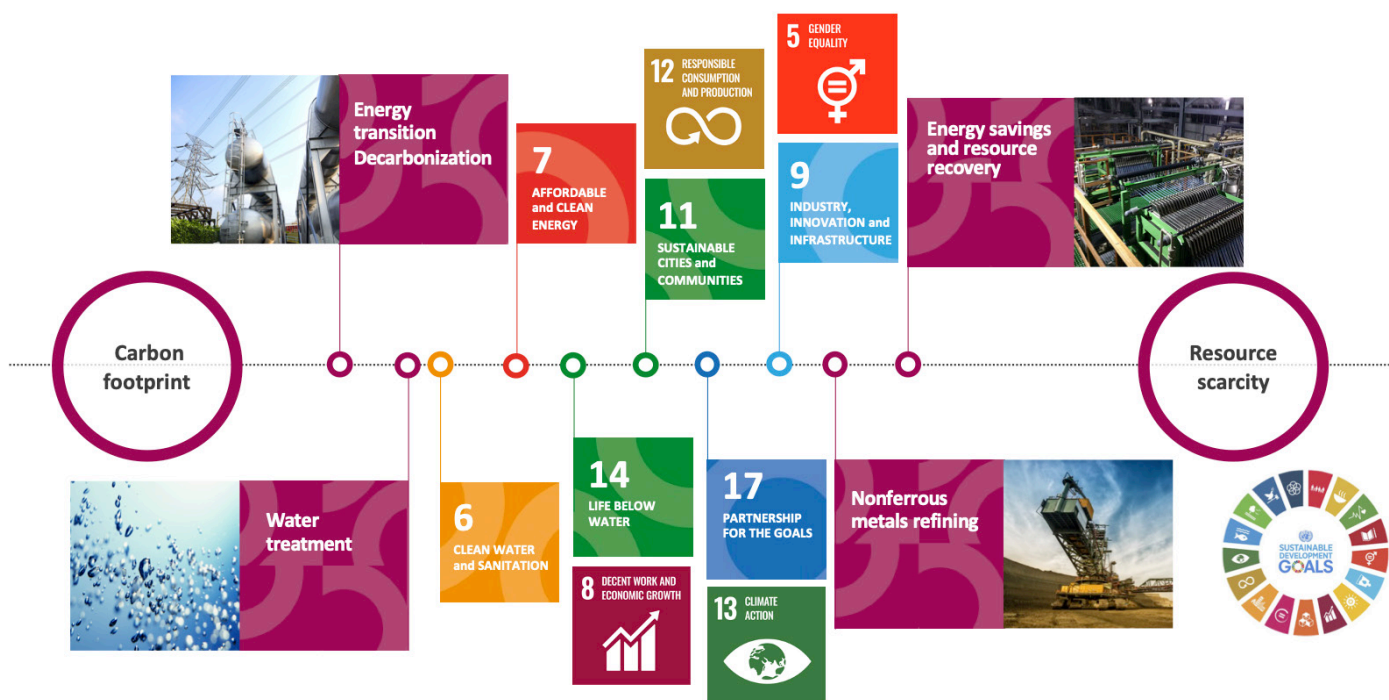 Energy
transition
Decarbonization
7
AFFORDABLE
and CLEAN
ENERGY
12
RESPONSIBLE
CONSUMPTION
AND PRODUCTION
11
SUSTAINABLE
CITIES and
COMMUNITIES
5
GENDER
EQUALITY
9
INDUSTRY,
INNOVATION and
INFRASTRUCTURE
Energy savings
and resource
recovery
Carbon
footprint
Resource
scarcity
Water
treatment
6
CLEAN WATER
and SANITATION
14
LIFE BELOW
WATER
8
DECENT WORK AND
ECONOMIC GROWTH
17
PARTNERSHIP
FOR THE GOALS
13
CLIMATE
ACTION
Nonferrous
metals refining
SUSTAINABLE
DEVELOPMENT
GOALS